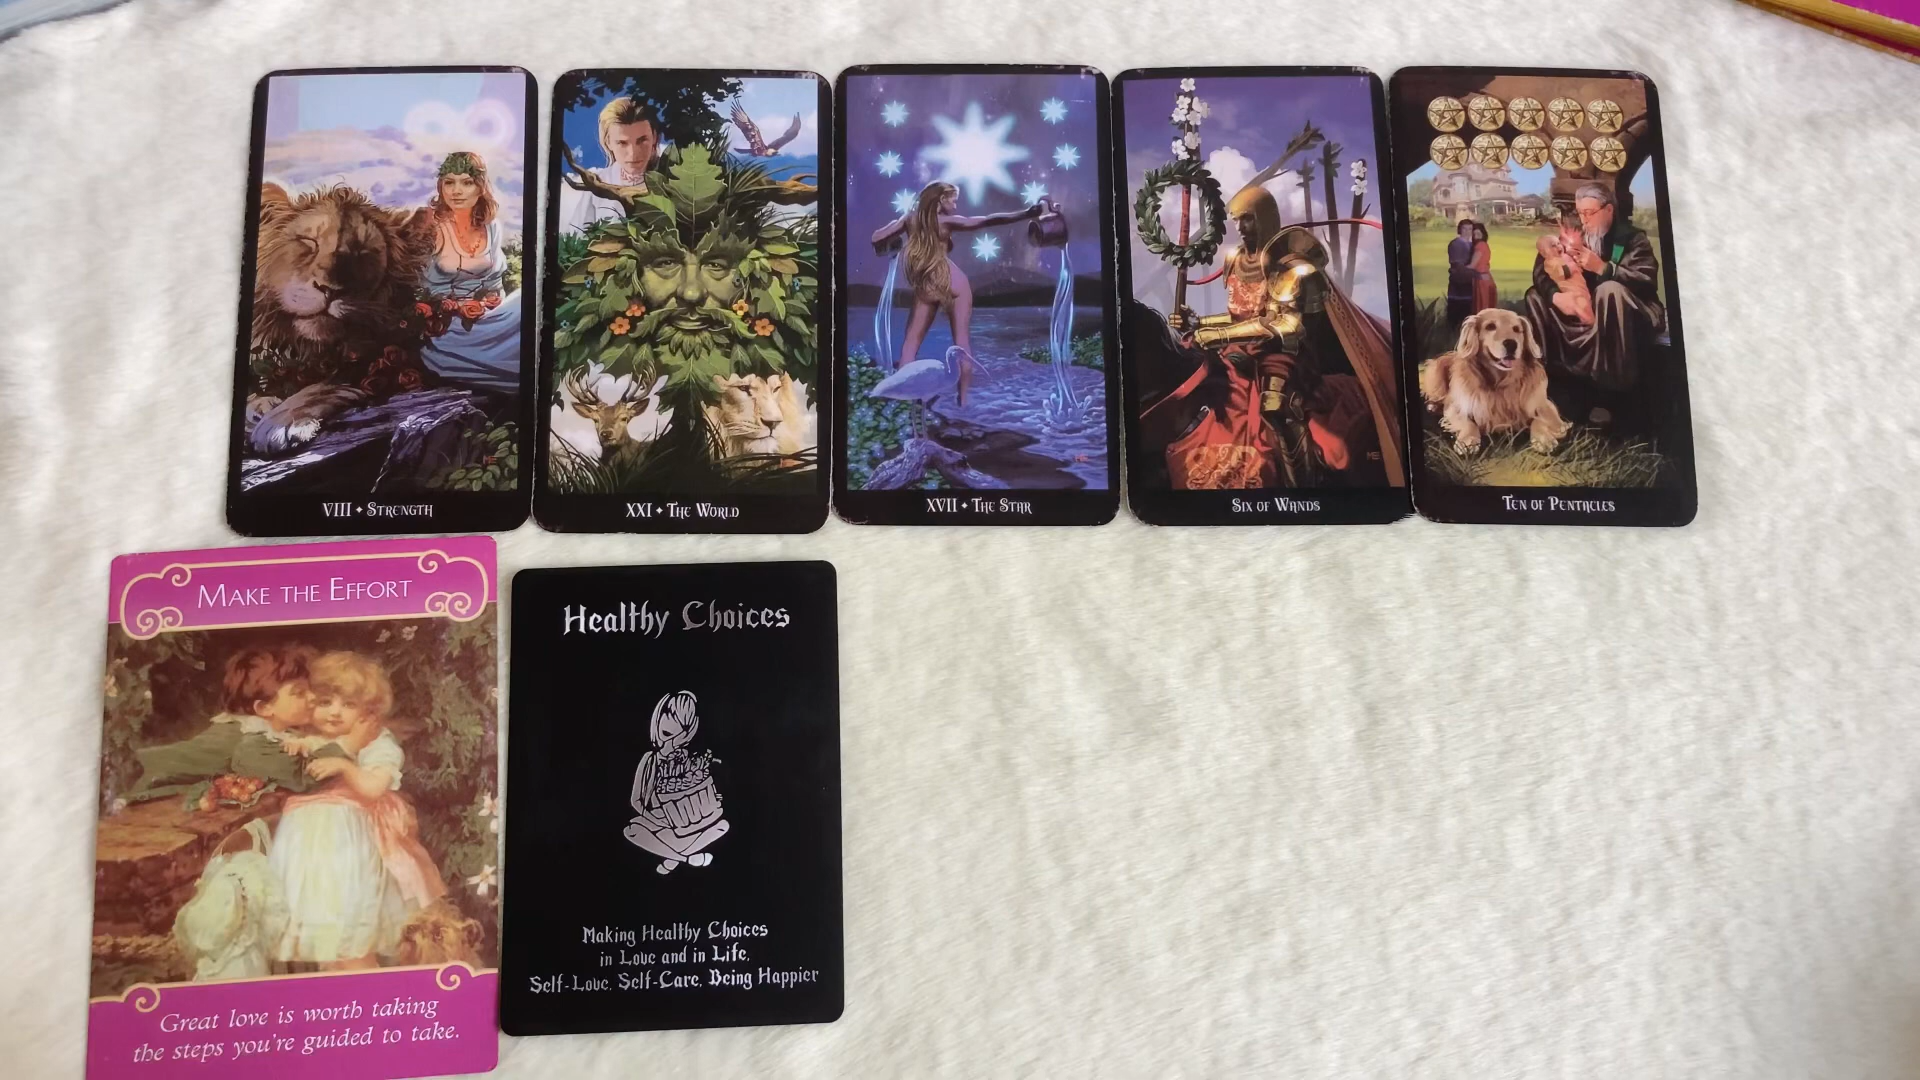 VIII ♦ Strength
XXI ♦ The World
XVII ♦ The Star
Six of Wands
Ten of Pentacles
Make the Effort
Great love is worth taking
the steps you're guided to take.
Healthy Choices
Making Healthy Choices
in Love and in Life,
Self-Love, Self-Care, Being Happier